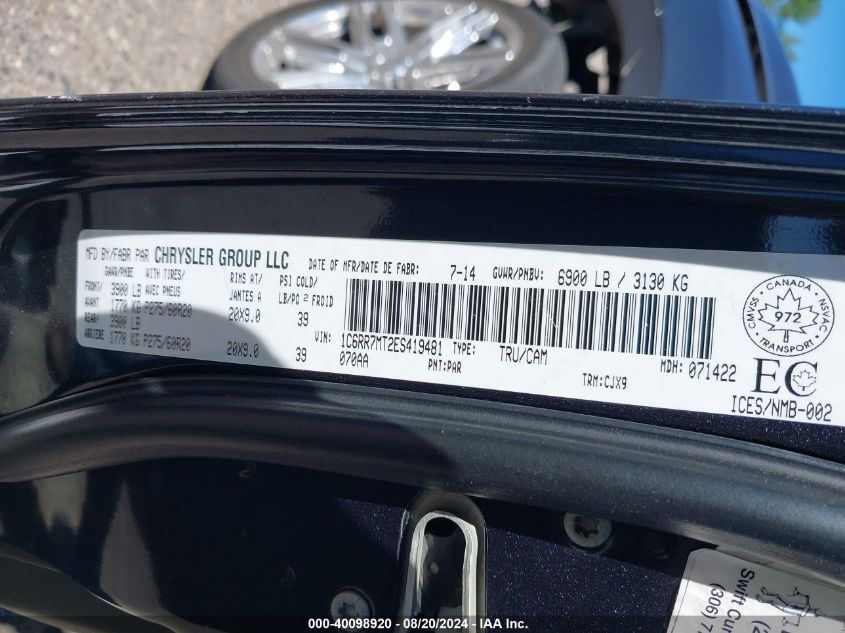 MFD BY/FABR PAR CHRYSLER GROUP LLC DATE OF MFR/DATE DE FABR: 7-14 GVWR/PNBV: 6900 LB / 3130 KG
GAWR/PNBE WITH TIRES/ RIMS AT/ PSI COLD/
FRONT/ 3900 LB AVEC PNEUS JANTES A LB/PO 2 FROID
AVANT 1770 KG P275/60R20 20X9.0 39
REAR/ 3900 LB
ARRIERE 1770 KG P275/60R20 20X9.0 39
VIN: 1C6RR7MT2ES419481 TYPE: TRU/CAM MDH: 071422
070AA PNT:PAR TRM:CJX9
CMVSS · CANADA · NSVAC
972
TRANSPORT
EC
ICES/NMB-002
Swift Cur
(306) 7
000-40098920 - 08/20/2024 - IAA Inc.